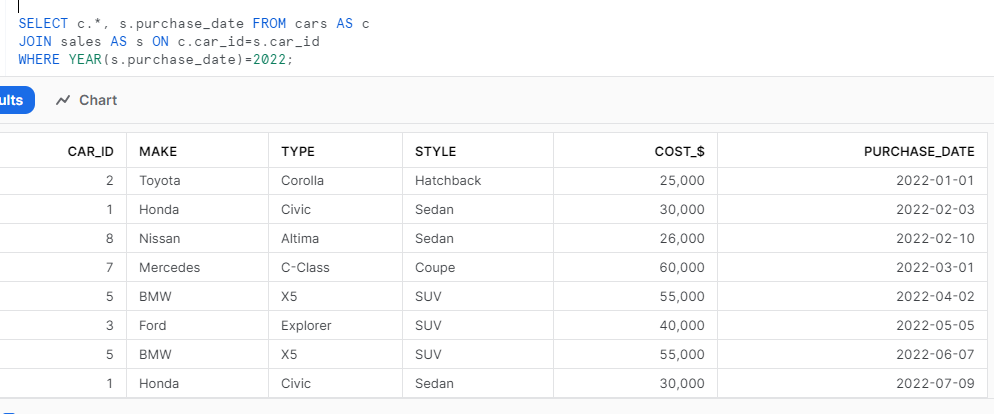 SELECT c.*, s.purchase_date FROM cars AS c
JOIN sales AS s ON c.car_id=s.car_id
WHERE YEAR(s.purchase_date)=2022;
ults Chart
CAR_ID MAKE TYPE STYLE COST_$ PURCHASE_DATE
2 Toyota Corolla Hatchback 25,000 2022-01-01
1 Honda Civic Sedan 30,000 2022-02-03
8 Nissan Altima Sedan 26,000 2022-02-10
7 Mercedes C-Class Coupe 60,000 2022-03-01
5 BMW X5 SUV 55,000 2022-04-02
3 Ford Explorer SUV 40,000 2022-05-05
5 BMW X5 SUV 55,000 2022-06-07
1 Honda Civic Sedan 30,000 2022-07-09